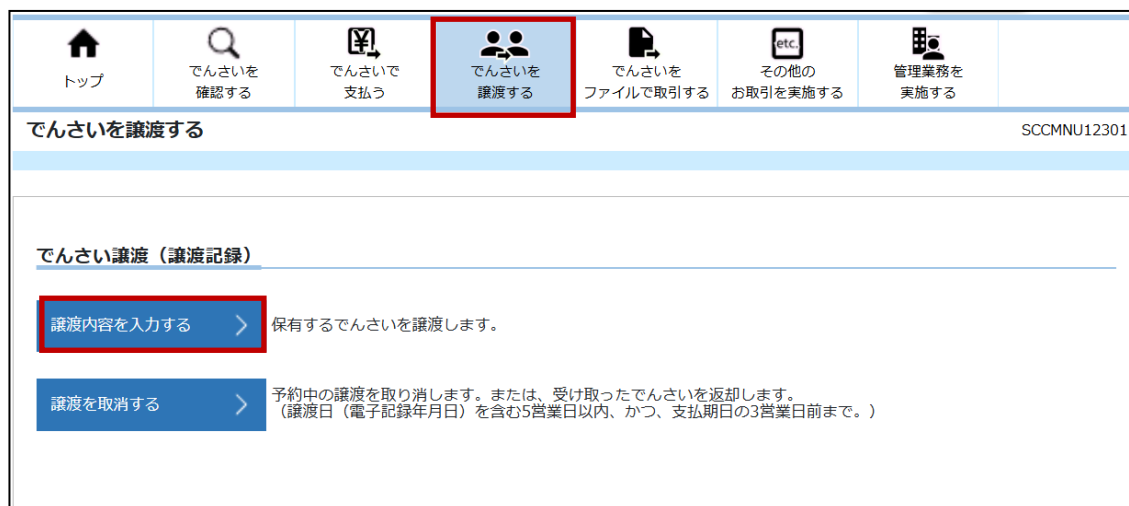 トップ
でんさいを
確認する
でんさいで
支払う
でんさいを
譲渡する
でんさいを
ファイルで取引する
etc.
その他の
お取引を実施する
管理業務を
実施する
でんさいを譲渡する
SCCMNU12301
でんさい譲渡（譲渡記録）
譲渡内容を入力する
保有するでんさいを譲渡します。
譲渡を取消する
予約中の譲渡を取り消します。または、受け取ったでんさいを返却します。
（譲渡日（電子記録年月日）を含む5営業日以内、かつ、支払期日の3営業日前まで。）